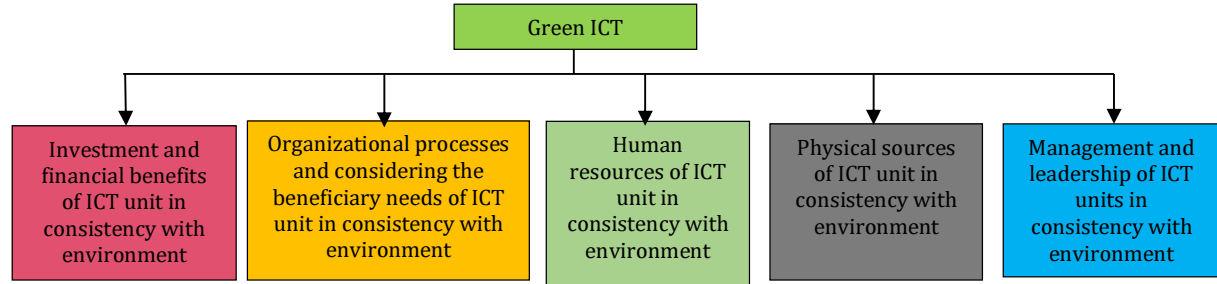 Green ICT
Investment and
financial benefits
of ICT unit in
consistency with
environment
Organizational processes
and considering the
beneficiary needs of ICT
unit in consistency with
environment
Human
resources of ICT
unit in
consistency with
environment
Physical sources
of ICT unit in
consistency with
environment
Management and
leadership of ICT
units in
consistency with
environment